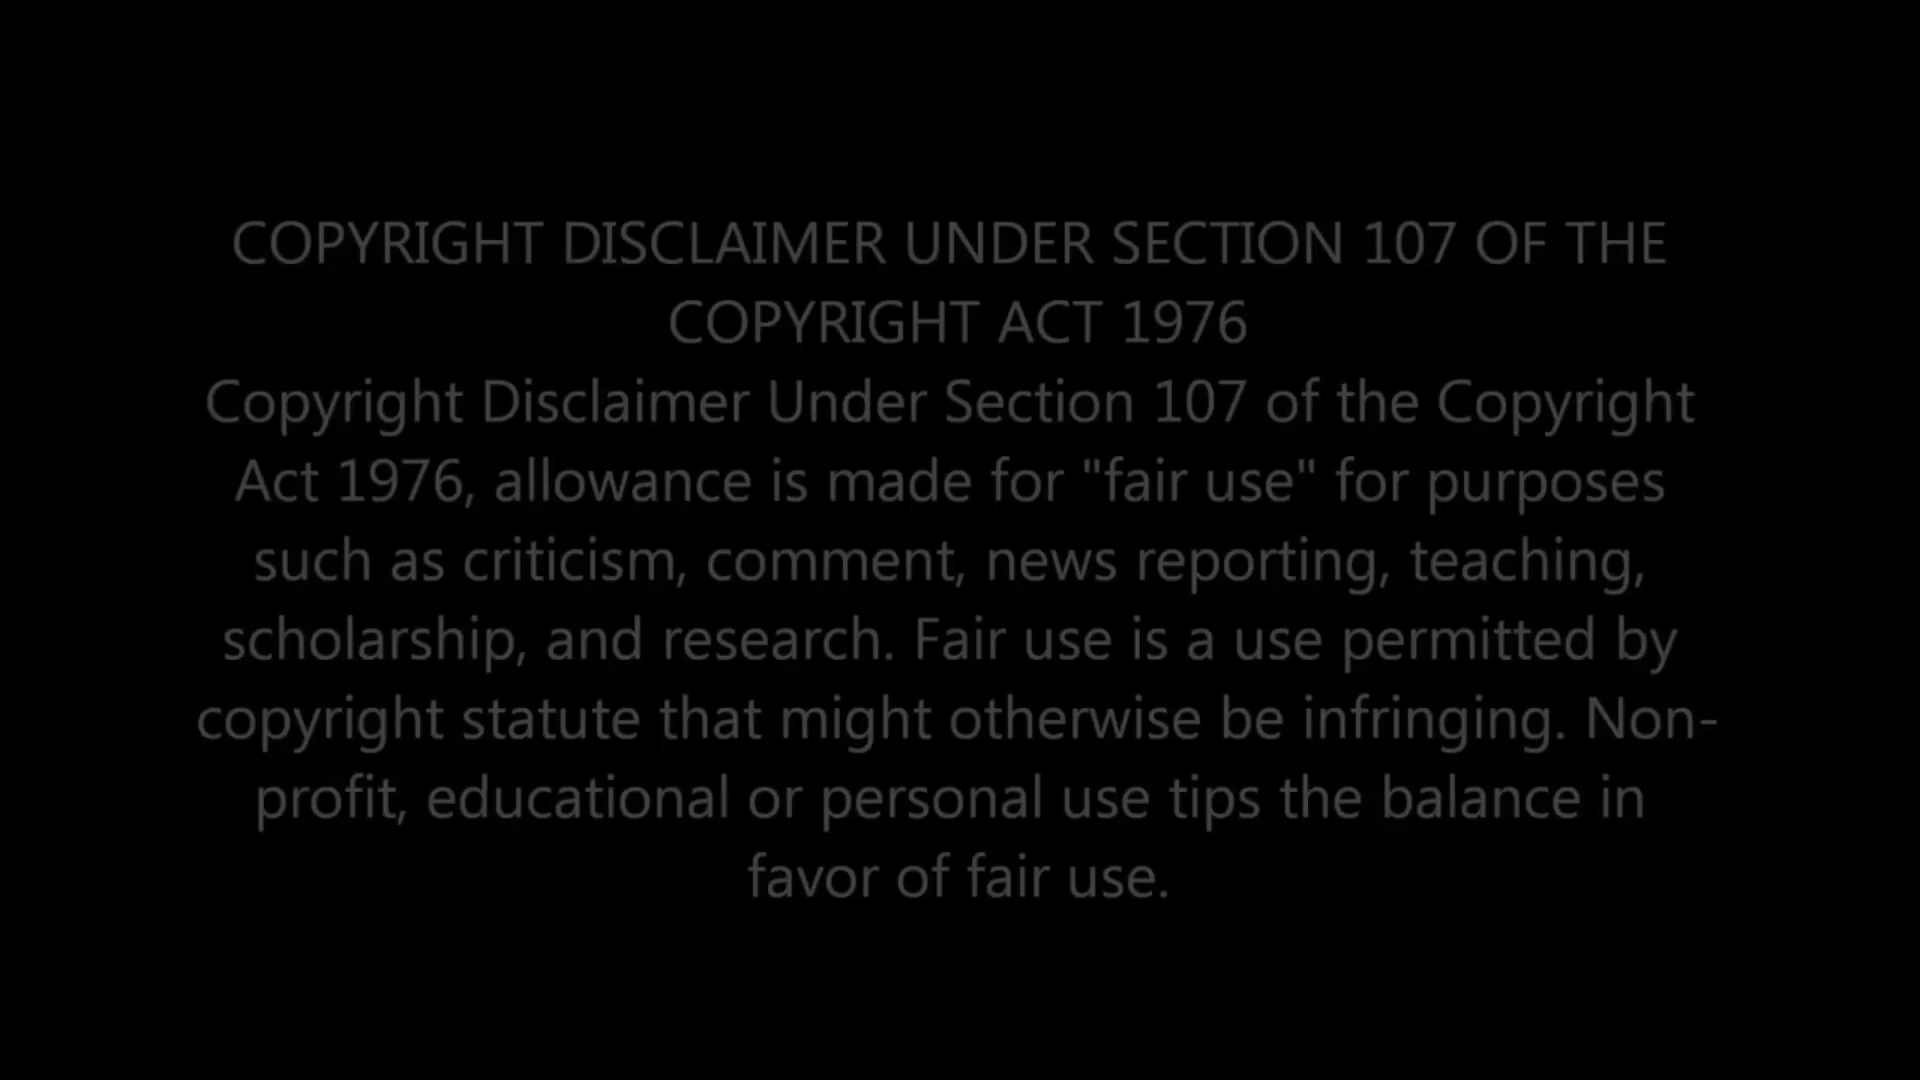 COPYRIGHT DISCLAIMER UNDER SECTION 107 OF THE
COPYRIGHT ACT 1976
Copyright Disclaimer Under Section 107 of the Copyright
Act 1976, allowance is made for "fair use" for purposes
such as criticism, comment, news reporting, teaching,
scholarship, and research. Fair use is a use permitted by
copyright statute that might otherwise be infringing. Non-
profit, educational or personal use tips the balance in
favor of fair use.